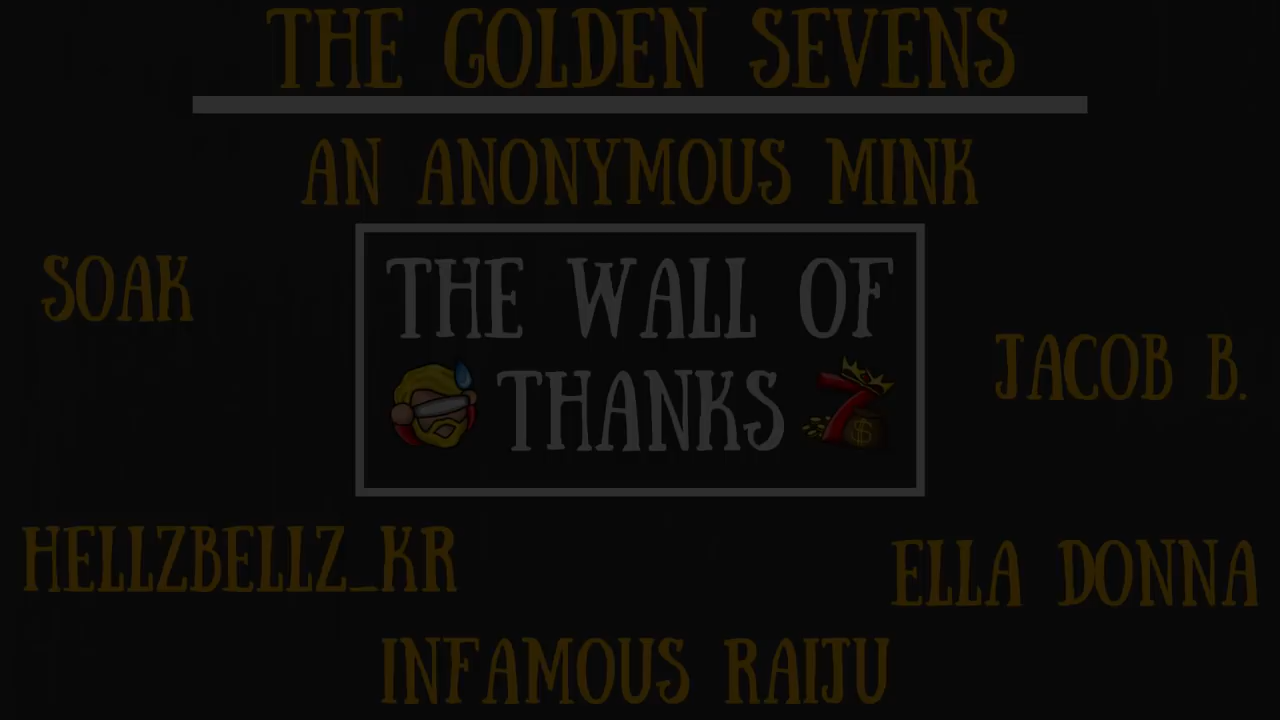 THE GOLDEN SEVENS
AN ANONYMOUS MINK
SOAK
THE WALL OF
THANKS
JACOB B.
HELLZBELLZ_KR
ELLA DONNA
INFAMOUS RAIJU